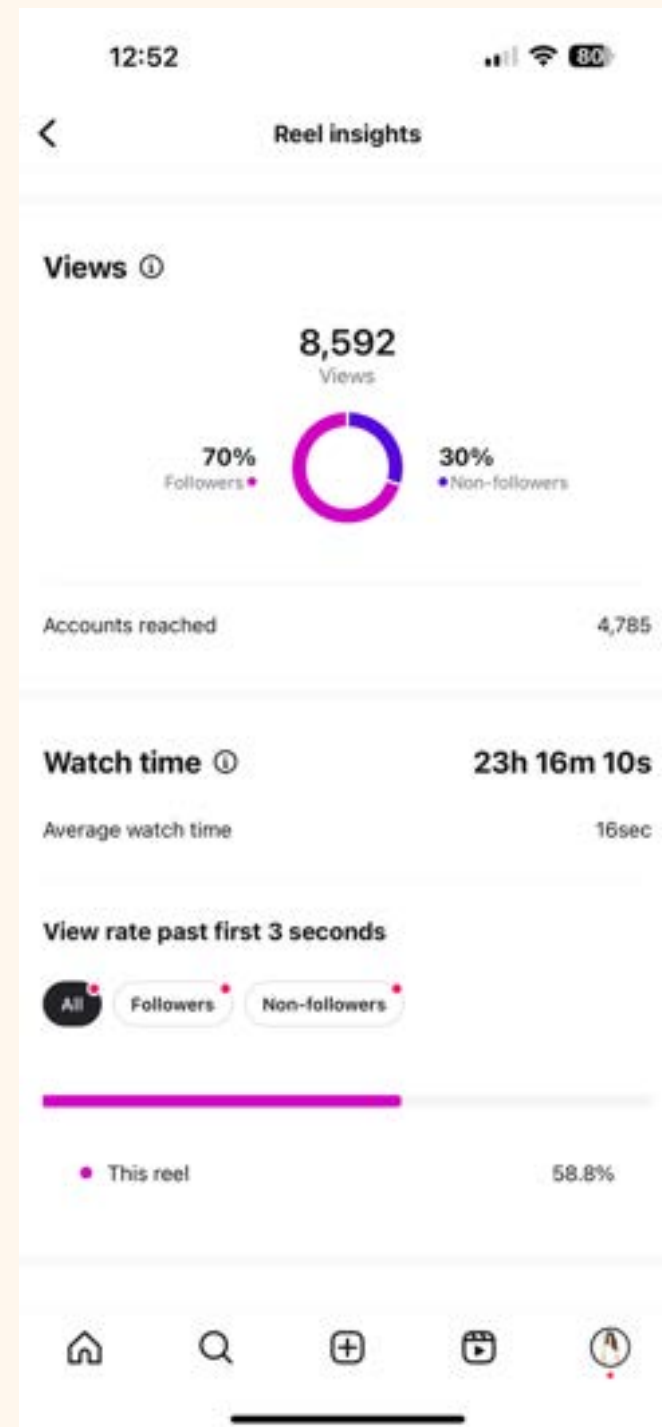 12:52 80
Reel insights
Views
8,592
Views
70%
Followers
30%
Non-followers
Accounts reached 4,785
Watch time 23h 16m 10s
Average watch time 16sec
View rate past first 3 seconds
All Followers Non-followers
This reel 58.8%